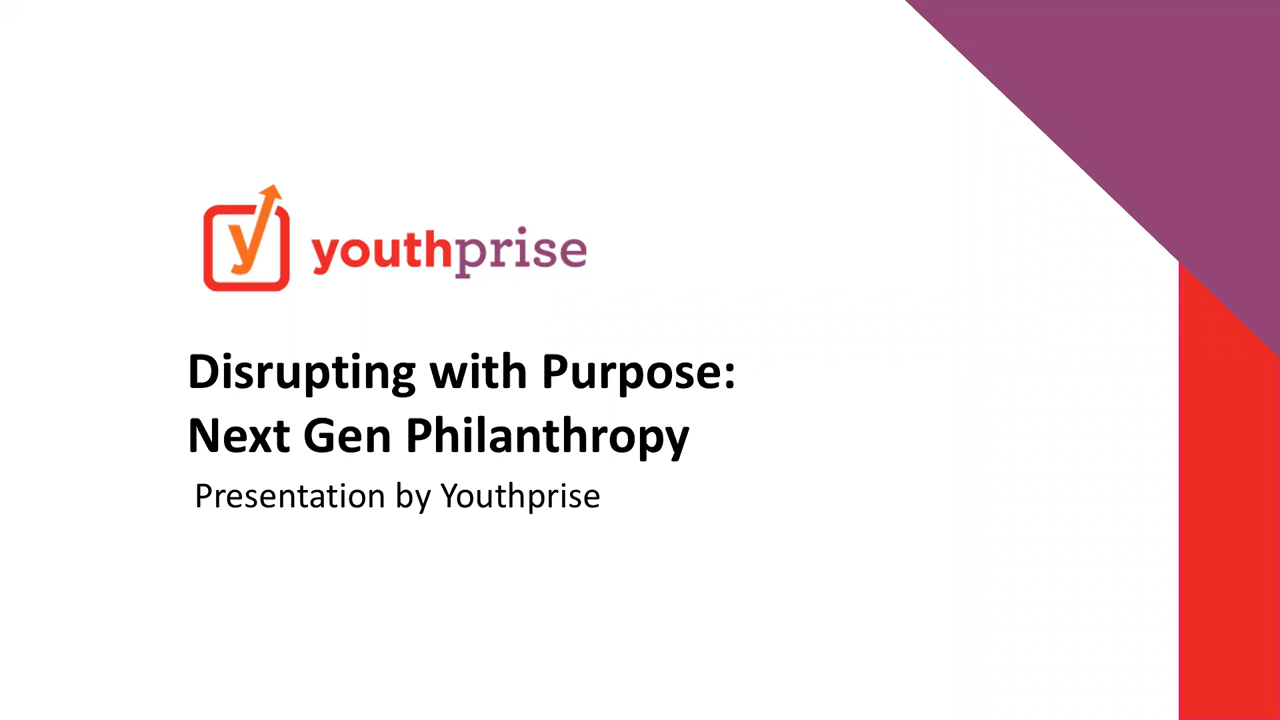 y youthprise
Disrupting with Purpose:
Next Gen Philanthropy
Presentation by Youthprise